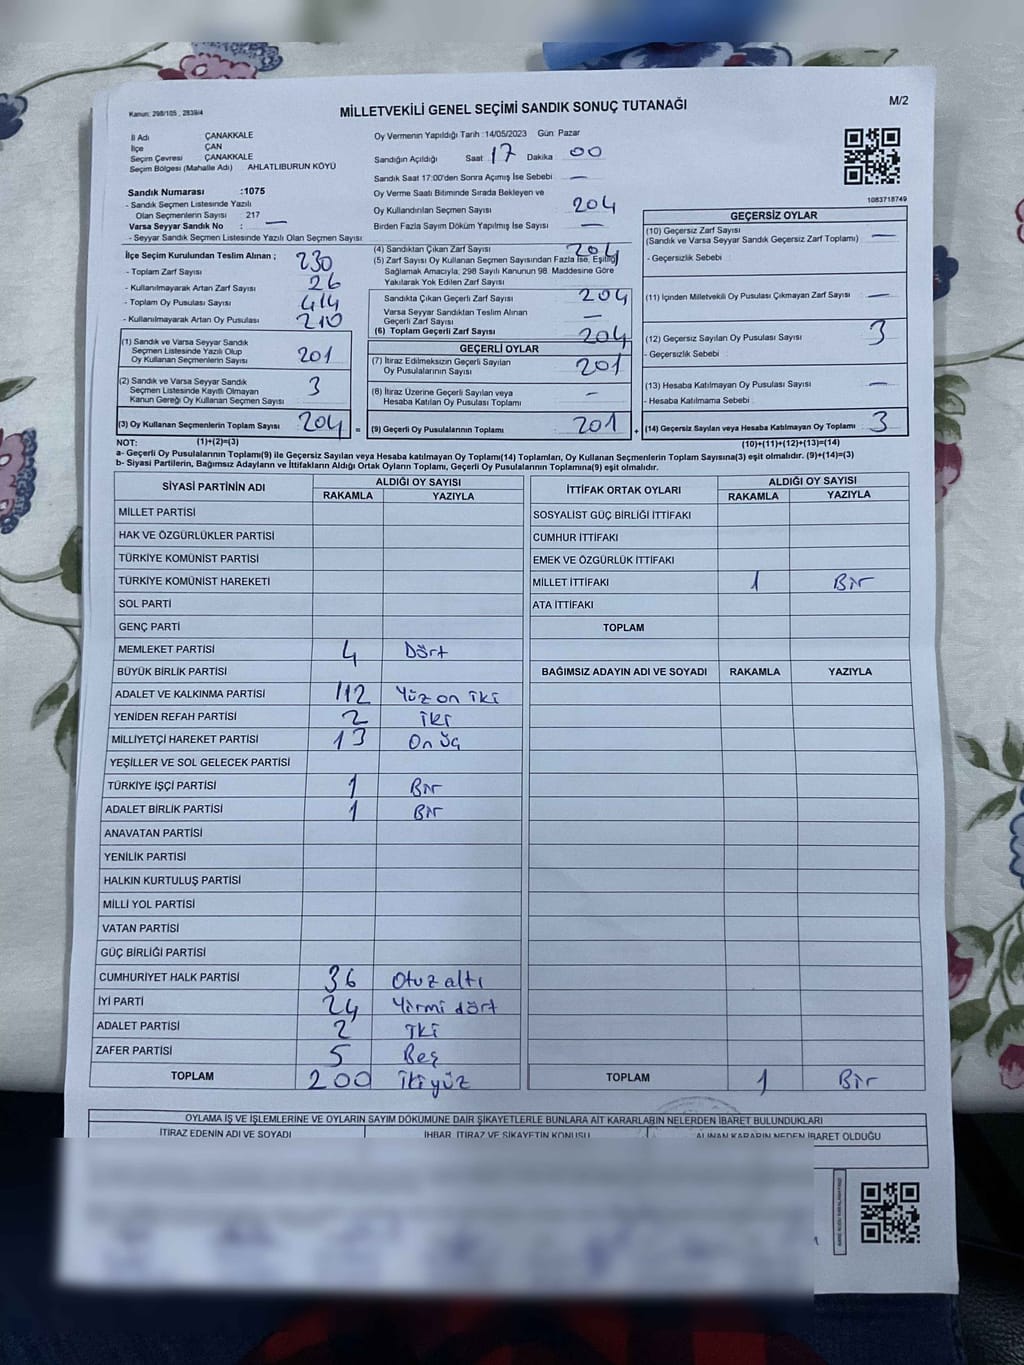 Kanun: 298/105 , 2839/4
MİLLETVEKİLİ GENEL SEÇİMİ SANDIK SONUÇ TUTANAĞI
M/2
İl Adı ÇANAKKALE
İlçe ÇAN
Seçim Çevresi ÇANAKKALE
Seçim Bölgesi (Mahalle Adı) AHLATLIBURUN KÖYÜ
Sandık Numarası :1075
- Sandık Seçmen Listesinde Yazılı
Olan Seçmenlerin Sayısı 217
Varsa Seyyar Sandık No : —
- Seyyar Sandık Seçmen Listesinde Yazılı Olan Seçmen Sayısı
İlçe Seçim Kurulundan Teslim Alınan ;
- Toplam Zarf Sayısı 230
- Kullanılmayarak Artan Zarf Sayısı 26
- Toplam Oy Pusulası Sayısı 414
- Kullanılmayarak Artan Oy Pusulası 210
(1) Sandık ve Varsa Seyyar Sandık
Seçmen Listesinde Yazılı Olup
Oy Kullanan Seçmenlerin Sayısı 201
(2) Sandık ve Varsa Seyyar Sandık
Seçmen Listesinde Kayıtlı Olmayan
Kanun Gereği Oy Kullanan Seçmen Sayısı 3
(3) Oy Kullanan Seçmenlerin Toplam Sayısı 204 =
Oy Vermenin Yapıldığı Tarih :14/05/2023 Gün Pazar
Sandığın Açıldığı Saat 17 Dakika 00
Sandık Saat 17:00'den Sonra Açımış İse Sebebi —
Oy Verme Saati Bitiminde Sırada Bekleyen ve
Oy Kullandırılan Seçmen Sayısı 204
Birden Fazla Sayım Döküm Yapılmış İse Sayısı —
(4) Sandıktan Çıkan Zarf Sayısı 204
(5) Zarf Sayısı Oy Kullanan Seçmen Sayısından Fazla İse, Eşitliği
Sağlamak Amacıyla, 298 Sayılı Kanunun 98. Maddesine Göre
Yakılarak Yok Edilen Zarf Sayısı
Sandıkta Çıkan Geçerli Zarf Sayısı 204
Varsa Seyyar Sandıktan Teslim Alınan
Geçerli Zarf Sayısı —
(6) Toplam Geçerli Zarf Sayısı 204
GEÇERLİ OYLAR
(7) İtiraz Edilmeksizin Geçerli Sayılan
Oy Pusulalarının Sayısı 201
(8) İtiraz Üzerine Geçerli Sayılan veya
Hesaba Katılan Oy Pusulası Toplamı -
(9) Geçerli Oy Pusulalarının Toplamı 201 +
1083718749
GEÇERSİZ OYLAR
(10) Geçersiz Zarf Sayısı
(Sandık ve Varsa Seyyar Sandık Geçersiz Zarf Toplamı) —
- Geçersizlik Sebebi
(11) İçinden Milletvekili Oy Pusulası Çıkmayan Zarf Sayısı —
(12) Geçersiz Sayılan Oy Pusulası Sayısı 3
- Geçersizlik Sebebi
(13) Hesaba Katılmayan Oy Pusulası Sayısı —
- Hesaba Katılmama Sebebi
(14) Geçersiz Sayılan veya Hesaba Katılmayan Oy Toplamı 3
NOT: (1)+(2)=(3) (10)+(11)+(12)+(13)=(14)
a- Geçerli Oy Pusulalarının Toplamı(9) ile Geçersiz Sayılan veya Hesaba katılmayan Oy Toplamı(14) Toplamları, Oy Kullanan Seçmenlerin Toplam Sayısına(3) eşit olmalıdır. (9)+(14)=(3)
b- Siyasi Partilerin, Bağımsız Adayların ve İttifakların Aldığı Ortak Oyların Toplamı, Geçerli Oy Pusulalarının Toplamına(9) eşit olmalıdır.
SİYASİ PARTİNİN ADI ALDIĞI OY SAYISI
RAKAMLA YAZIYLA
MİLLET PARTİSİ
HAK VE ÖZGÜRLÜKLER PARTİSİ
TÜRKİYE KOMÜNİST PARTİSİ
TÜRKİYE KOMÜNİST HAREKETİ
SOL PARTİ
GENÇ PARTİ
MEMLEKET PARTİSİ 4 Dört
BÜYÜK BİRLİK PARTİSİ
ADALET VE KALKINMA PARTİSİ 112 Yüz on iki
YENİDEN REFAH PARTİSİ 2 iki
MİLLİYETÇİ HAREKET PARTİSİ 13 On üç
YEŞİLLER VE SOL GELECEK PARTİSİ
TÜRKİYE İŞÇİ PARTİSİ 1 Bir
ADALET BİRLİK PARTİSİ 1 Bir
ANAVATAN PARTİSİ
YENİLİK PARTİSİ
HALKIN KURTULUŞ PARTİSİ
MİLLİ YOL PARTİSİ
VATAN PARTİSİ
GÜÇ BİRLİĞİ PARTİSİ
CUMHURİYET HALK PARTİSİ 36 Otuz altı
İYİ PARTİ 24 Yirmi dört
ADALET PARTİSİ 2 iki
ZAFER PARTİSİ 5 Beş
TOPLAM 200 iki yüz
İTTİFAK ORTAK OYLARI ALDIĞI OY SAYISI
RAKAMLA YAZIYLA
SOSYALİST GÜÇ BİRLİĞİ İTTİFAKI
CUMHUR İTTİFAKI
EMEK VE ÖZGÜRLÜK İTTİFAKI
MİLLET İTTİFAKI 1 Bir
ATA İTTİFAKI
TOPLAM
BAĞIMSIZ ADAYIN ADI VE SOYADI RAKAMLA YAZIYLA
TOPLAM 1 Bir
OYLAMA İŞ VE İŞLEMLERİNE VE OYLARIN SAYIM DÖKÜMUNE DAİR ŞİKAYETLERLE BUNLARA AİT KARARLARIN NELERDEN İBARET BULUNDUKLARI
İTİRAZ EDENİN ADI VE SOYADI İHBAR, İTİRAZ VE ŞİKAYETİN KONUSU ALINAN KARARIN NEDEN İBARET OLDUĞU